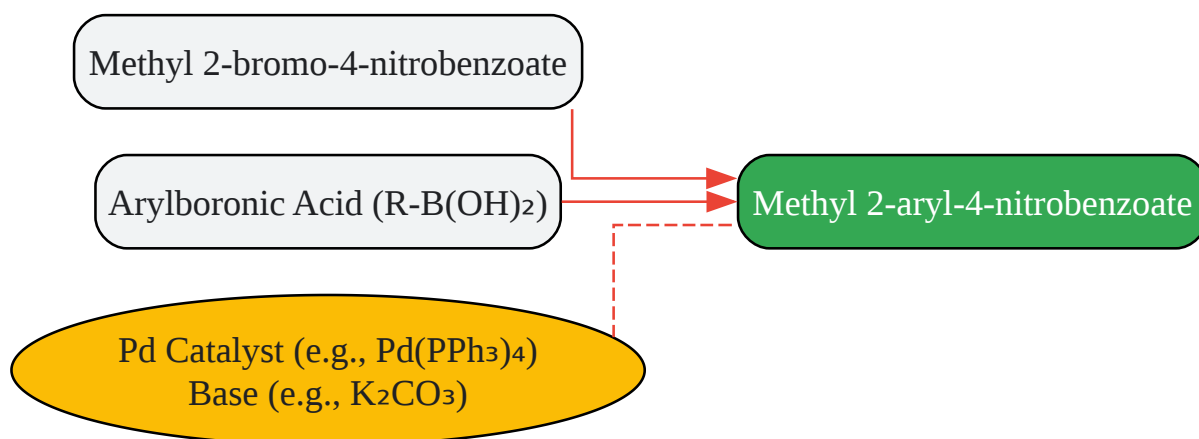 Methyl 2-bromo-4-nitrobenzoate
Arylboronic Acid (R-B(OH)₂)
Methyl 2-aryl-4-nitrobenzoate
Pd Catalyst (e.g., Pd(PPh₃)₄)
Base (e.g., K₂CO₃)